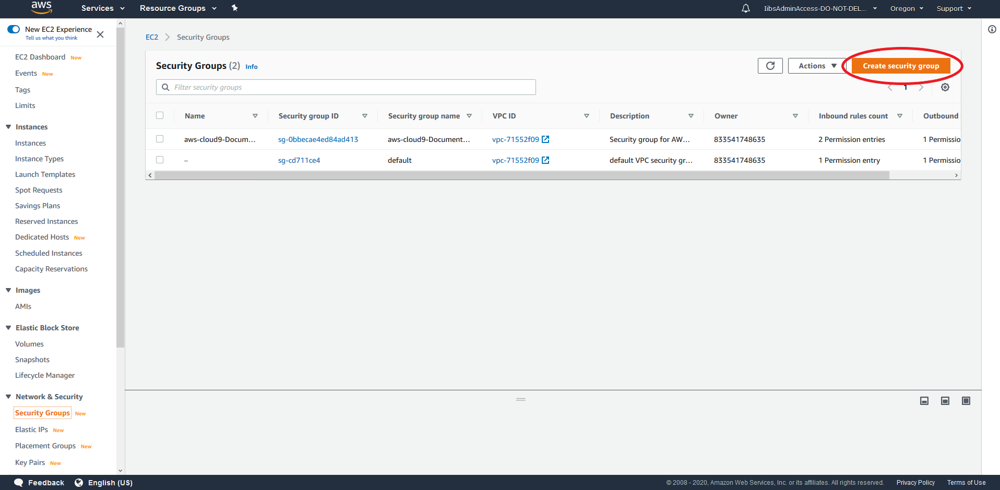 aws
Services
Resource Groups
IibsAdminAccess-DO-NOT-DEL...
Oregon
Support
New EC2 Experience
Tell us what you think
EC2 Dashboard New
Events New
Tags
Limits
Instances
Instances
Instance Types
Launch Templates
Spot Requests
Savings Plans
Reserved Instances
Dedicated Hosts New
Scheduled Instances
Capacity Reservations
Images
AMIs
Elastic Block Store
Volumes
Snapshots
Lifecycle Manager
Network & Security
Security Groups New
Elastic IPs New
Placement Groups New
Key Pairs New
EC2 > Security Groups
Security Groups (2) Info
Actions
Create security group
Filter security groups
1
Name Security group ID Security group name VPC ID Description Owner Inbound rules count Outbound
aws-cloud9-Docum... sg-0bbecae4ed84ad413 aws-cloud9-Document... vpc-71552f09 Security group for AW... 833541748635 2 Permission entries 1 Permissio
– sg-cd711ce4 default vpc-71552f09 default VPC security gr... 833541748635 1 Permission entry 1 Permissio
Feedback
English (US)
© 2008 - 2020, Amazon Web Services, Inc. or its affiliates. All rights reserved.
Privacy Policy
Terms of Use